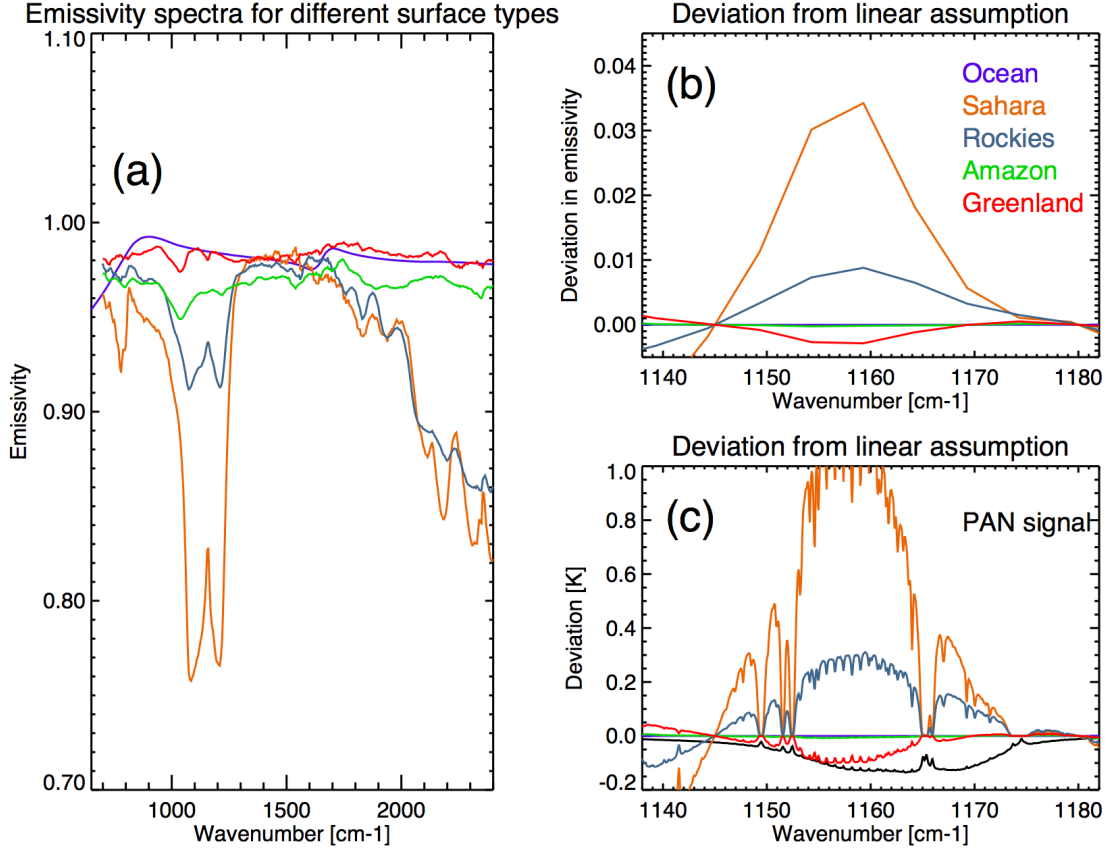 Emissivity spectra for different surface types
1.10
1.00
0.90
0.80
0.70
Emissivity
(a)
1000
1500
2000
Wavenumber [cm-1]
Deviation from linear assumption
(b)
Ocean
Sahara
Rockies
Amazon
Greenland
0.04
0.03
0.02
0.01
0.00
Deviation in emissivity
1140
1150
1160
1170
1180
Wavenumber [cm-1]
Deviation from linear assumption
(c)
PAN signal
1.0
0.8
0.6
0.4
0.2
0.0
-0.2
Deviation [K]
1140
1150
1160
1170
1180
Wavenumber [cm-1]